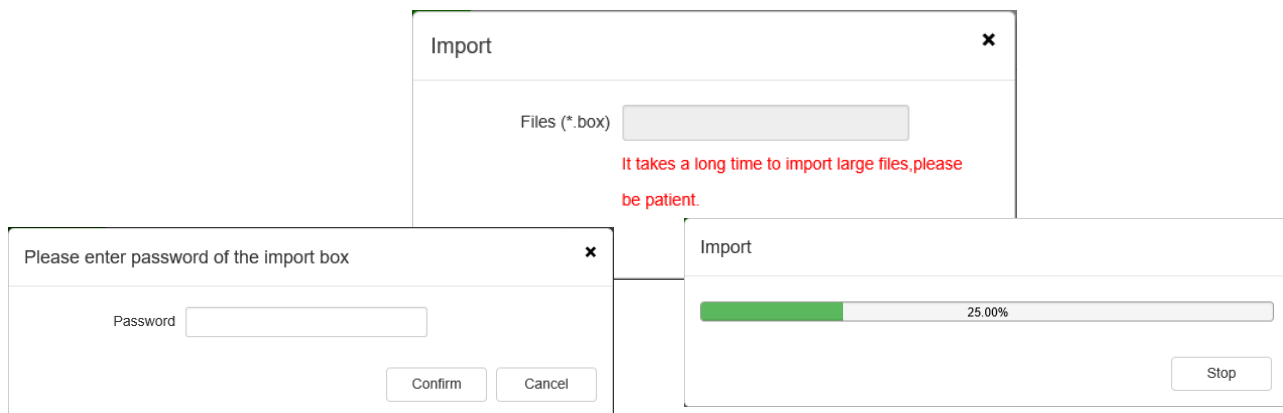 Import
Files (*.box)
It takes a long time to import large files,please
be patient.
Please enter password of the import box
Password
Confirm Cancel
Import
25.00%
Stop